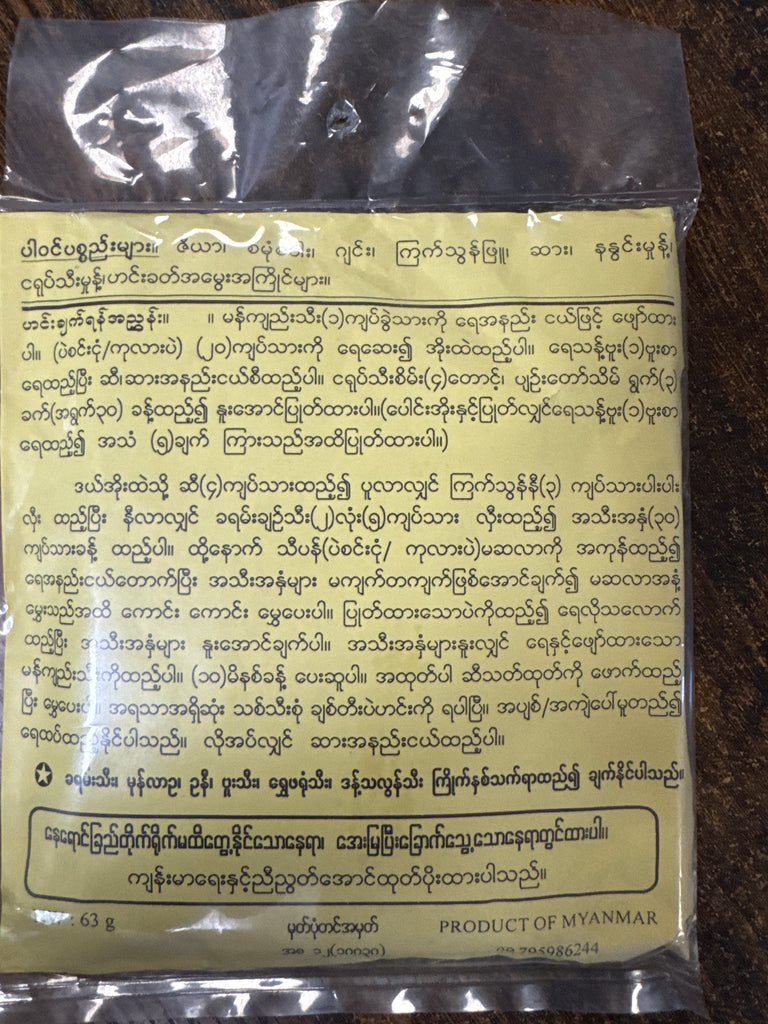 ပါဝင်ပစ္စည်းများ။ ဇီယာ၊ စမုံ ဂျင်း၊ ကြက်သွန်ဖြူ၊ ဆား၊ နနွင်းမှုန့်၊
ငရုပ်သီးမှုန့်၊ဟင်းခတ်အမွှေးအကြိုင်များ။
ဟင်းချက်ရန်အညွှန်း။ ။ မန်ကျည်းသီး(၁)ကျပ်ခွဲသားကို ရေအနည်း ငယ်ဖြင့် ဖျော်ထား
ပါ။ (ပဲစင်းငုံ/ကုလားပဲ) (၂၀)ကျပ်သားကို ရေဆေး၍ အိုးထဲထည့်ပါ။ ရေသန့်ဗူး(၁)ဗူးစာ
ရေထည့်ပြီး ဆီ၊ဆားအနည်းငယ်စီထည့်ပါ။ ငရုပ်သီးစိမ်း(၄)တောင့်၊ ပျဉ်းတော်သိမ် ရွက်(၃)
ခက်(အရွက်၃၀) ခန့်ထည့်၍ နူးအောင်ပြုတ်ထားပါ။(ပေါင်းအိုးနှင့်ပြုတ်လျှင်ရေသန့်ဗူး(၁)ဗူးစာ
ရေထည့်၍ အသံ (၅)ချက် ကြားသည်အထိပြုတ်ထားပါ။)
ဒယ်အိုးထဲသို့ ဆီ(၄)ကျပ်သားထည့်၍ ပူလာလျှင် ကြက်သွန်နီ(၃) ကျပ်သားပါးပါး
လှီး ထည့်ပြီး နီလာလျှင် ခရမ်းချဉ်သီး(၂)လုံး(၅)ကျပ်သား လှီးထည့်၍ အသီးအနှံ(၃၀)
ကျပ်သားခန့် ထည့်ပါ။ ထို့နောက် သီပန်(ပဲစင်းငုံ/ ကုလားပဲ)မဆလာကို အကုန်ထည့်၍
ရေအနည်းငယ်တောက်ပြီး အသီးအနှံများ မကျက်တကျက်ဖြစ်အောင်ချက်၍ မဆလာအနံ့
မွှေးသည်အထိ ကောင်း ကောင်း မွှေပေးပါ။ ပြုတ်ထားသောပဲကိုထည့်၍ ရေလိုသလောက်
ထည့်ပြီး အသီးအနှံများ နူးအောင်ချက်ပါ။ အသီးအနှံများနူးလျှင် ရေနှင့်ဖျော်ထားသော
မန်ကျည်းသီးကိုထည့်ပါ။ (၁၀)မိနစ်ခန့် ပေးဆူပါ။ အထုတ်ပါ ဆီသတ်ထုတ်ကို ဖောက်ထည့်
ပြီး မွှေပေးပါ။ အရသာအရှိဆုံး သစ်သီးစုံ ချစ်တီးပဲဟင်းကို ရပါပြီ။ အပျစ်/အကျဲပေါ်မူတည်၍
ရေထပ်ထည့်နိုင်ပါသည်။ လိုအပ်လျှင် ဆားအနည်းငယ်ထည့်ပါ။
ခရမ်းသီး၊ မုန်လာဥ၊ ဥနီ၊ ဗူးသီး၊ ရွှေဖရုံသီး၊ ဒန့်သလွန်သီး ကြိုက်နှစ်သက်ရာထည့်၍ ချက်နိုင်ပါသည်။
နေရောင်ခြည်တိုက်ရိုက်မထိတွေ့နိုင်သောနေရာ၊ အေးမြပြီးခြောက်သွေ့သောနေရာတွင်ထားပါ။
ကျန်းမာရေးနှင့်ညီညွတ်အောင်ထုတ်ပိုးထားပါသည်။
: 63 g မှတ်ပုံတင်အမှတ် PRODUCT OF MYANMAR
795986244